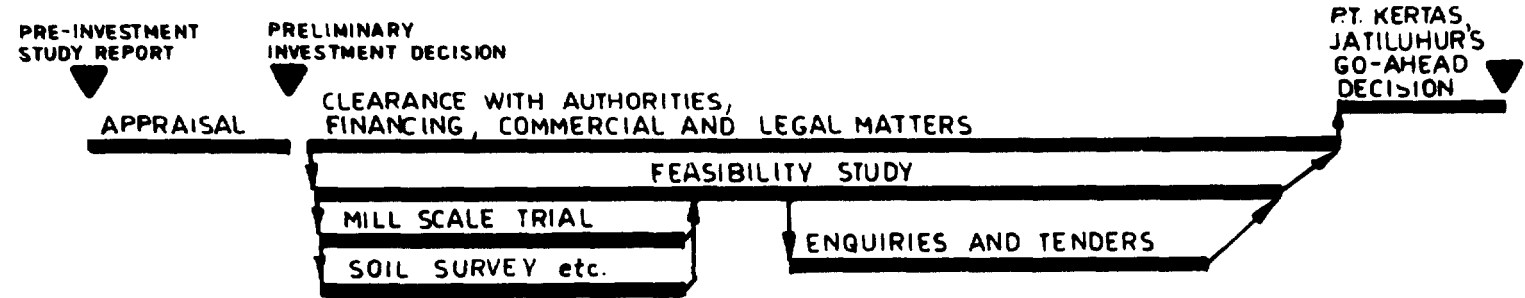 PRE-INVESTMENT
STUDY REPORT
PRELIMINARY
INVESTMENT DECISION
P.T. KERTAS,
JATILUHUR'S
GO-AHEAD
DECISION
APPRAISAL
CLEARANCE WITH AUTHORITIES,
FINANCING, COMMERCIAL AND LEGAL MATTERS
FEASIBILITY STUDY
MILL SCALE TRIAL
SOIL SURVEY etc.
ENQUIRIES AND TENDERS